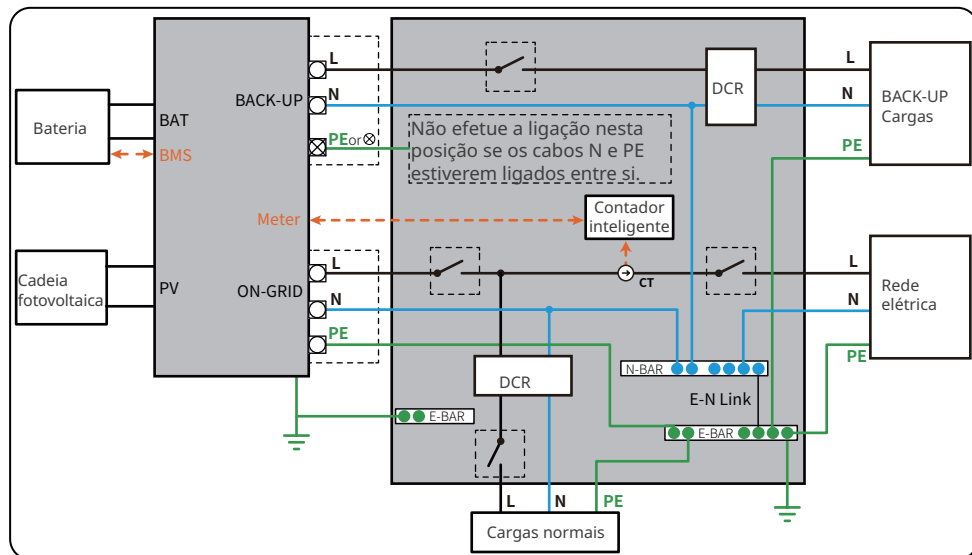 L
L
DCR
BACK-UP
Cargas
BACK-UP
N
N
Bateria
BAT
PE or ⊗
Não efetue a ligação nesta
posição se os cabos N e PE
estiverem ligados entre si.
PE
BMS
Meter
Contador
inteligente
L
L
CT
Cadeia
fotovoltaica
PV
ON-GRID
N
N
Rede
elétrica
PE
PE
N-BAR
DCR
E-N Link
E-BAR
E-BAR
L
N
PE
Cargas normais